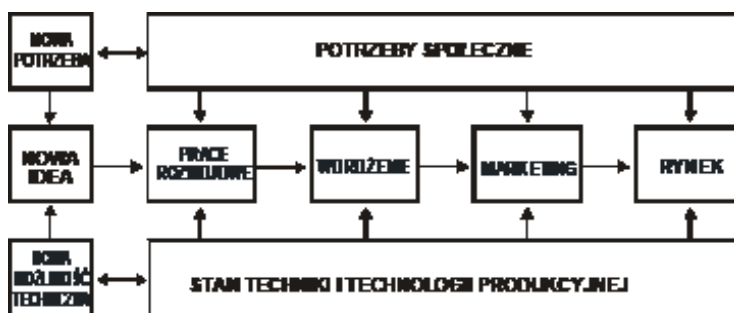 NOWA
POTRZEBA
POTRZEBY SPOŁECZNE
NOWA
IDEA
PRACE
ROZWOJOWE
WDROŻENIE
MARKETING
RYNEK
NOWA
MOŻLIWOŚĆ
TECHNICZNA
STAN TECHNIKI I TECHNOLOGII PRODUKCYJNEJ